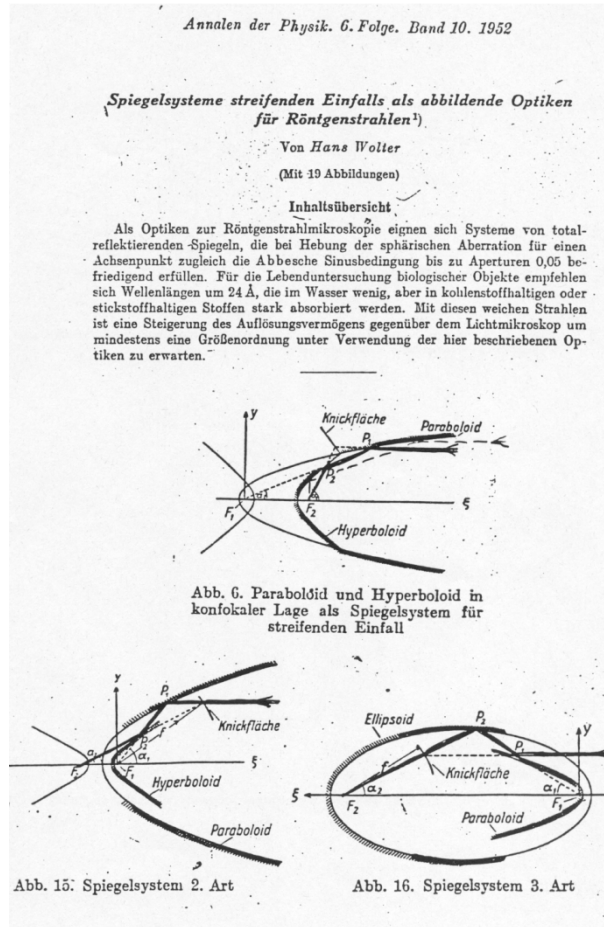 Annalen der Physik. 6. Folge. Band 10. 1952
Spiegelsysteme streifenden Einfalls als abbildende Optiken
für Röntgenstrahlen¹)
Von Hans Wolter
(Mit 19 Abbildungen)
Inhaltsübersicht
Als Optiken zur Röntgenstrahlmikroskopie eignen sich Systeme von total-
reflektierenden Spiegeln, die bei Hebung der sphärischen Aberration für einen
Achsenpunkt zugleich die Abbesche Sinusbedingung bis zu Aperturen 0,05 be-
friedigend erfüllen. Für die Lebenduntersuchung biologischer Objekte empfehlen
sich Wellenlängen um 24 Å, die im Wasser wenig, aber in kohlenstoffhaltigen oder
stickstoffhaltigen Stoffen stark absorbiert werden. Mit diesen weichen Strahlen
ist eine Steigerung des Auflösungsvermögens gegenüber dem Lichtmikroskop um
mindestens eine Größenordnung unter Verwendung der hier beschriebenen Op-
tiken zu erwarten.
y
Knickfläche
P₁
Paraboloid
P₂
F₁
F₂
ξ
Hyperboloid
Abb. 6. Paraboloid und Hyperboloid in
konfokaler Lage als Spiegelsystem für
streifenden Einfall
y
P₁
Knickfläche
P₂
f
α₁
ξ
F₂
F₁
Hyperboloid
Paraboloid
Abb. 15. Spiegelsystem 2. Art
Ellipsoid
P₂
y
f
Knickfläche
P₁
α₂
α₁
ξ
F₂
F₁
Paraboloid
Abb. 16. Spiegelsystem 3. Art